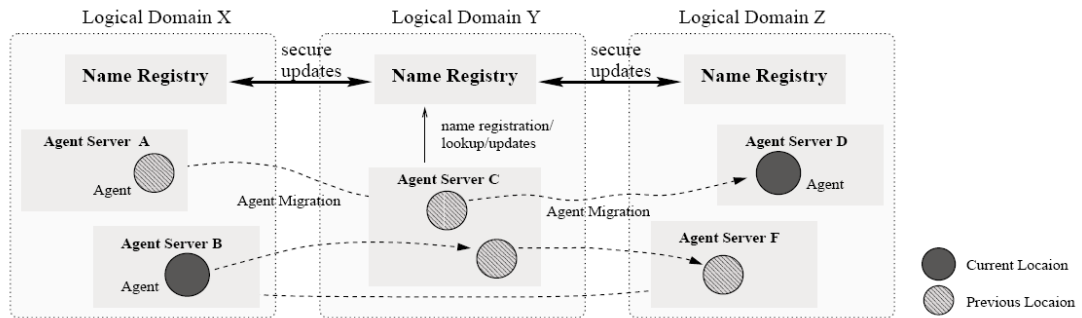 Logical Domain X
Logical Domain Y
Logical Domain Z
secure
updates
secure
updates
Name Registry
Name Registry
Name Registry
name registration/
lookup/updates
Agent Server A
Agent
Agent Server C
Agent Server D
Agent
Agent Migration
Agent Migration
Agent Server B
Agent
Agent Server F
Current Locaion
Previous Locaion